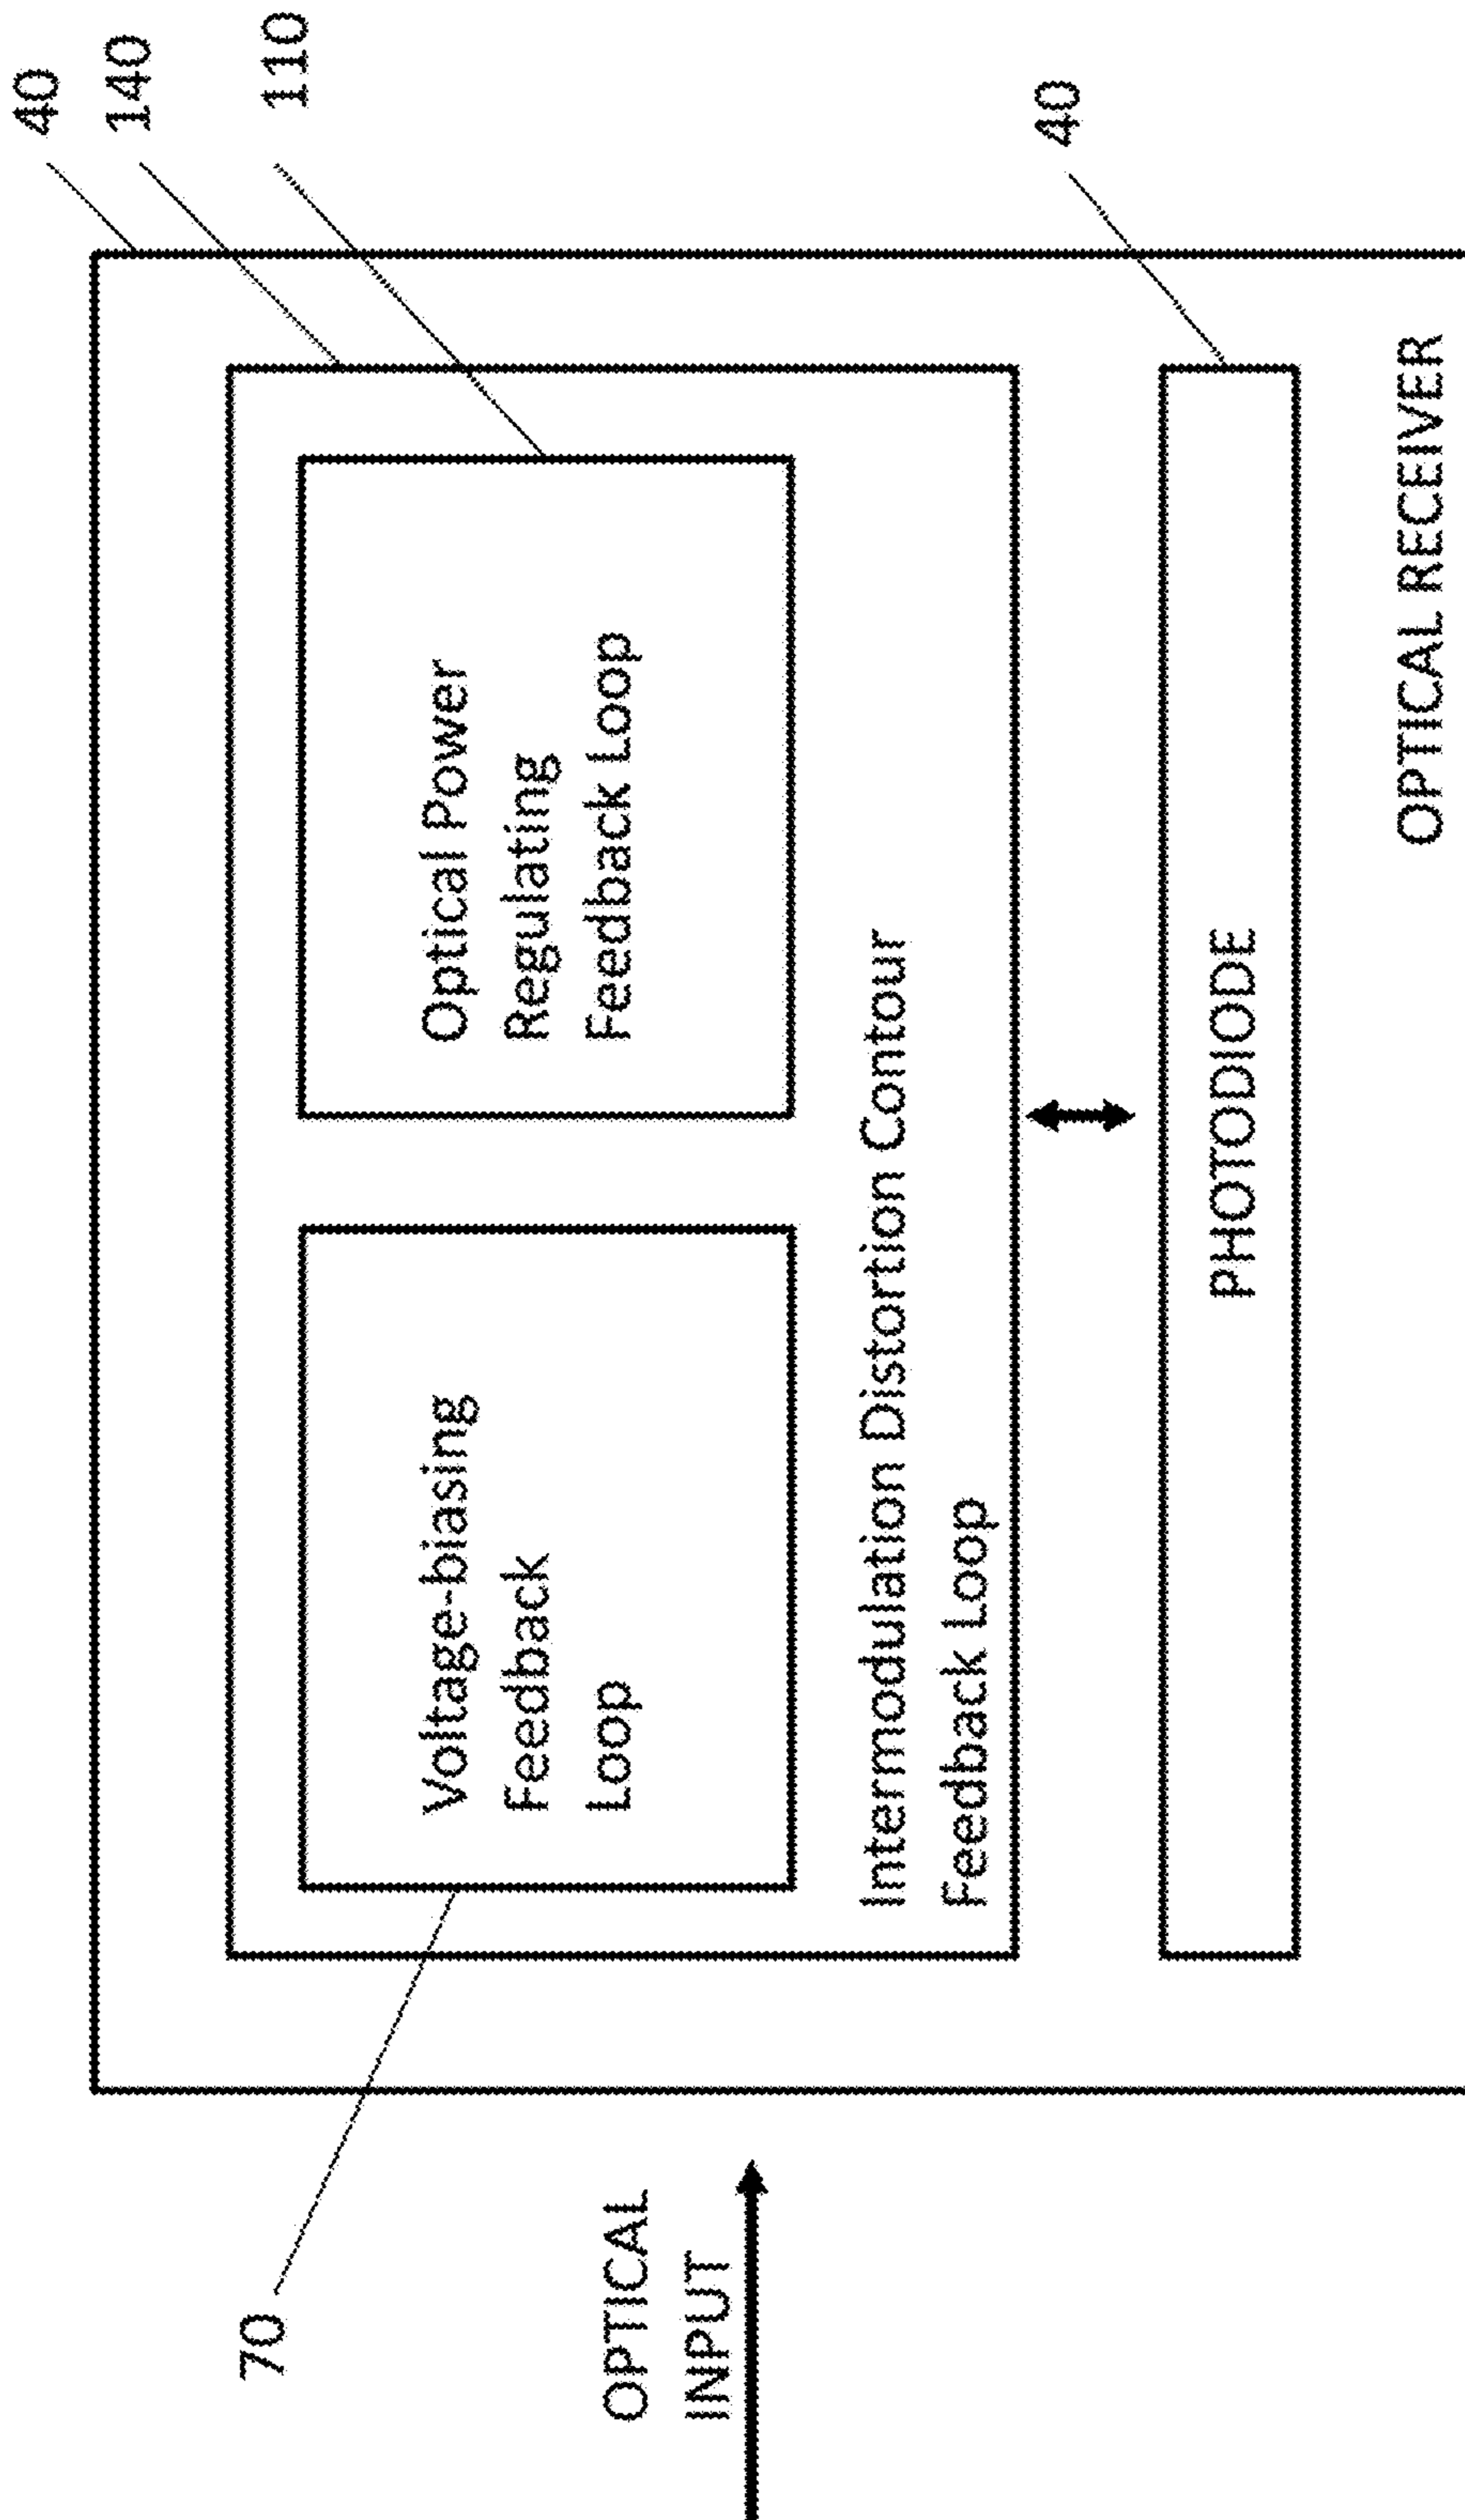 40
140
110
70
Optical Power
Regulating
Feedback Loop
Voltage-biasing
Feedback
Loop
Intermodulation Distortion Contour
Feedback Loop
40
PHOTODIODE
OPTICAL RECEIVER
OPTICAL
INPUT